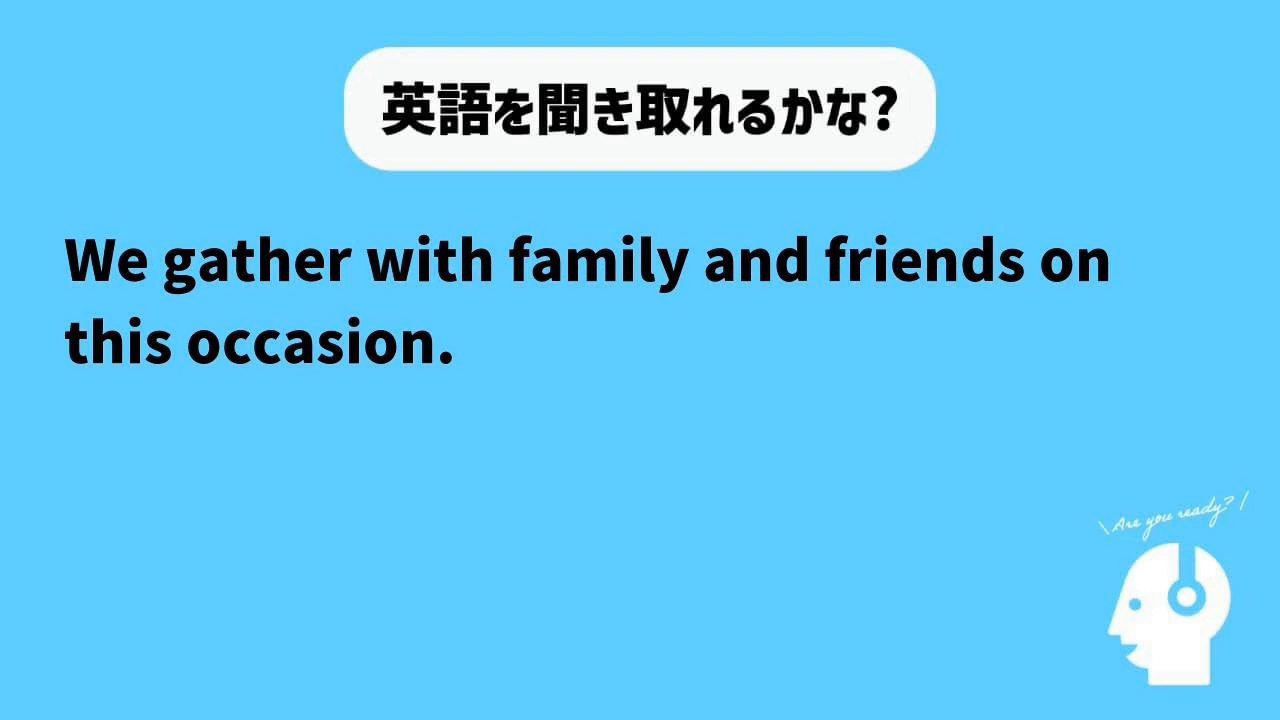 英語を聞き取れるかな?
We gather with family and friends on
this occasion.
\ Are you ready? /